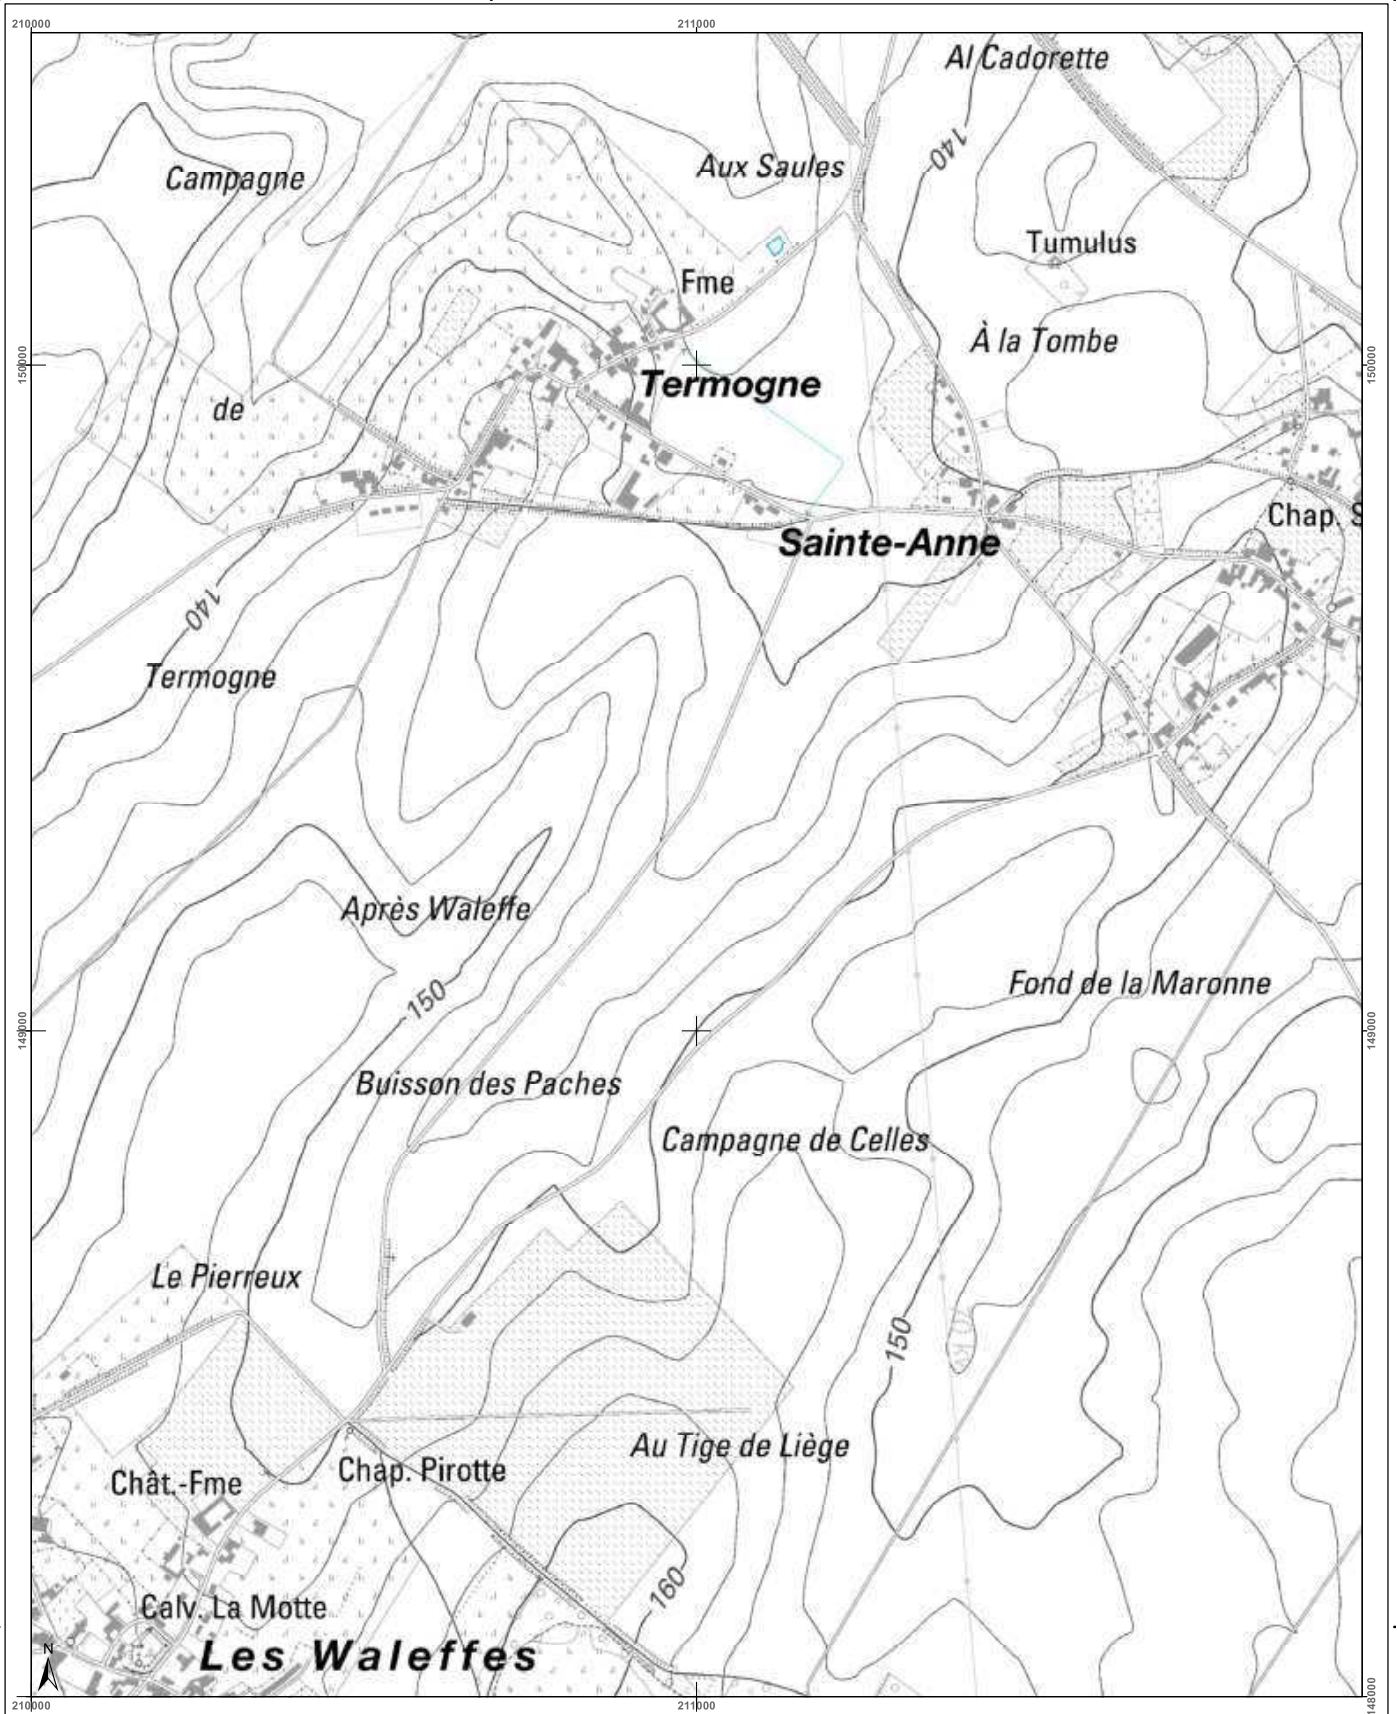 210000
211000
Al Cadorette
140
Aux Saules
Campagne
Tumulus
Fme
À la Tombe
150000
150000
Termogne
de
Chap. S
Sainte-Anne
140
Termogne
Après Waleffe
Fond de la Maronne
150
149000
149000
Buisson des Paches
Campagne de Celles
Le Pierreux
150
Au Tige de Liège
Chap. Pirotte
Chât.-Fme
160
Calv. La Motte
Les Waleffes
N
210000
211000
148000